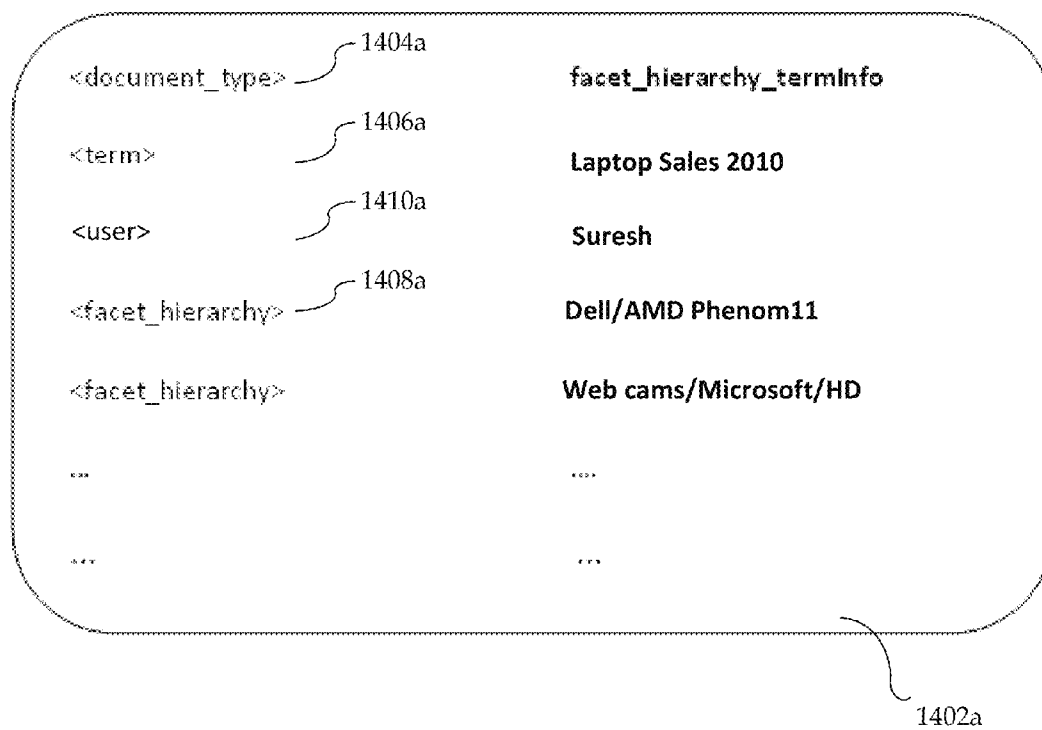 1404a
<document_type> facet_hierarchy_termInfo
1406a
<term> Laptop Sales 2010
1410a
<user> Suresh
1408a
<facet_hierarchy> Dell/AMD Phenom11
<facet_hierarchy> Web cams/Microsoft/HD
... ....
.... ...
1402a